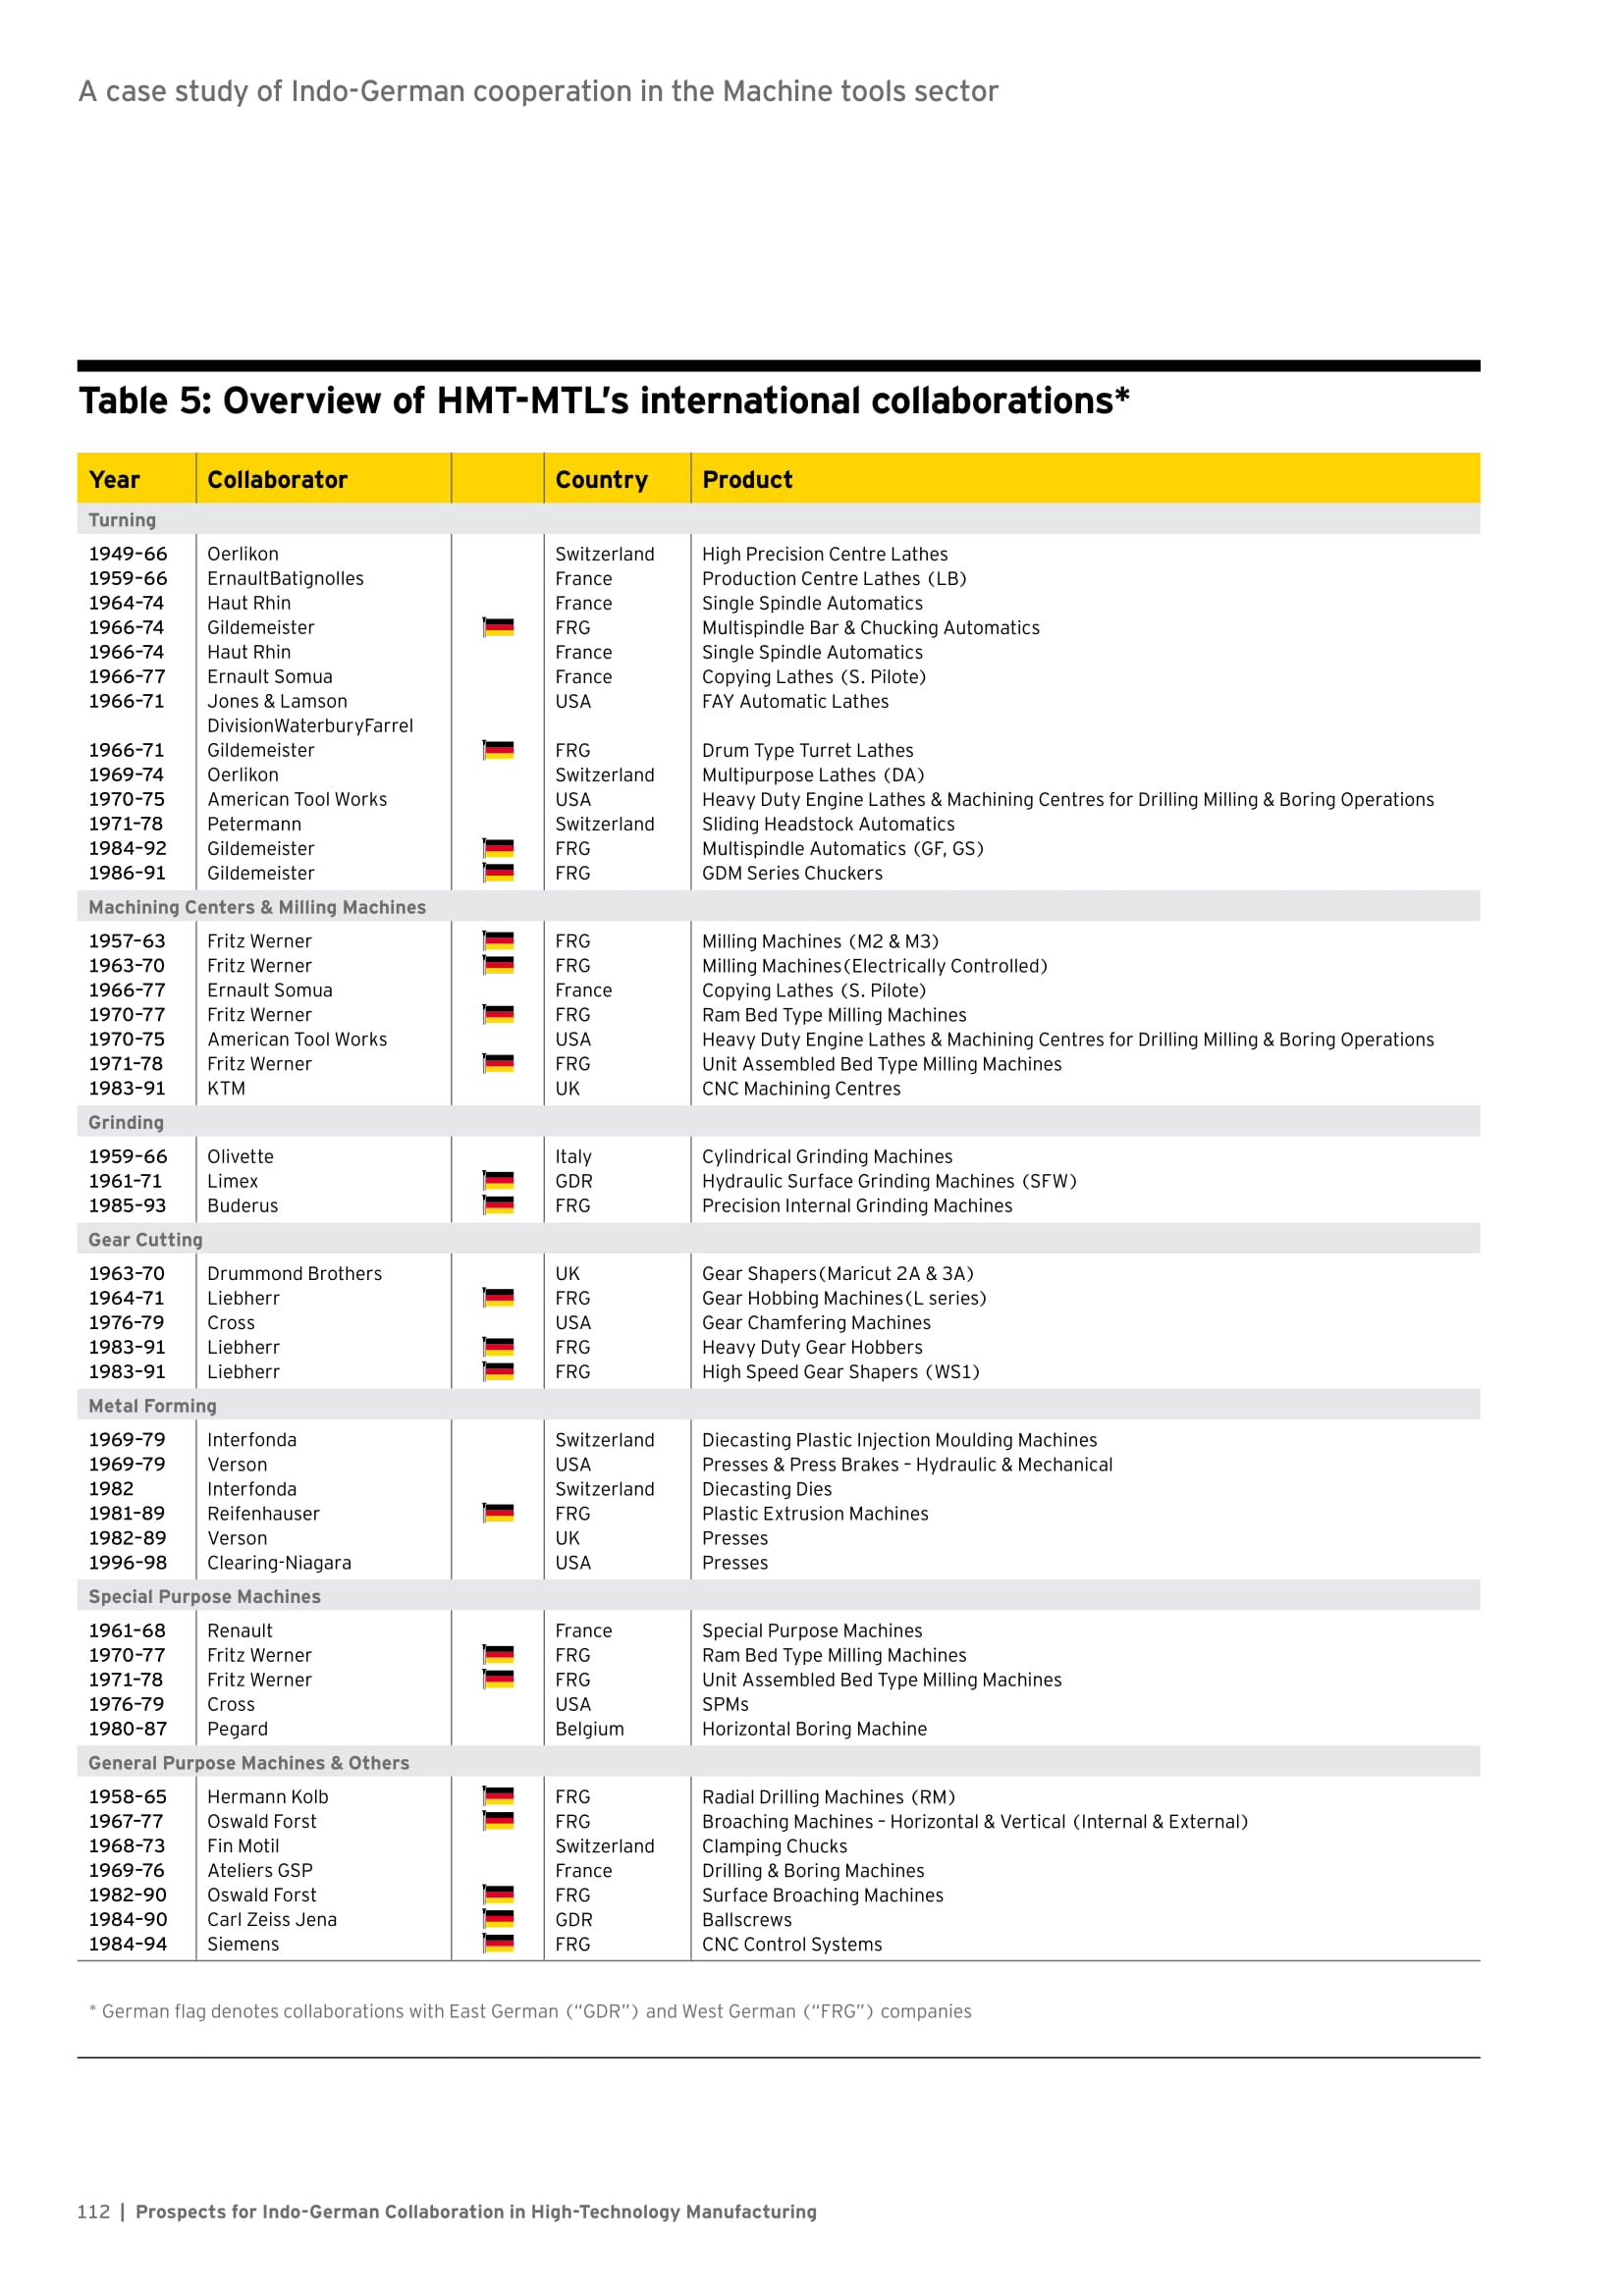 A case study of Indo-German cooperation in the Machine tools sector
Table 5: Overview of HMT-MTL's international collaborations*
Year Collaborator Country Product
Turning
1949–66 Oerlikon Switzerland High Precision Centre Lathes
1959–66 ErnaultBatignolles France Production Centre Lathes (LB)
1964–74 Haut Rhin France Single Spindle Automatics
1966–74 Gildemeister FRG Multispindle Bar & Chucking Automatics
1966–74 Haut Rhin France Single Spindle Automatics
1966–77 Ernault Somua France Copying Lathes (S. Pilote)
1966–71 Jones & Lamson USA FAY Automatic Lathes
DivisionWaterburyFarrel
1966–71 Gildemeister FRG Drum Type Turret Lathes
1969–74 Oerlikon Switzerland Multipurpose Lathes (DA)
1970–75 American Tool Works USA Heavy Duty Engine Lathes & Machining Centres for Drilling Milling & Boring Operations
1971–78 Petermann Switzerland Sliding Headstock Automatics
1984–92 Gildemeister FRG Multispindle Automatics (GF, GS)
1986–91 Gildemeister FRG GDM Series Chuckers
Machining Centers & Milling Machines
1957–63 Fritz Werner FRG Milling Machines (M2 & M3)
1963–70 Fritz Werner FRG Milling Machines(Electrically Controlled)
1966–77 Ernault Somua France Copying Lathes (S. Pilote)
1970–77 Fritz Werner FRG Ram Bed Type Milling Machines
1970–75 American Tool Works USA Heavy Duty Engine Lathes & Machining Centres for Drilling Milling & Boring Operations
1971–78 Fritz Werner FRG Unit Assembled Bed Type Milling Machines
1983–91 KTM UK CNC Machining Centres
Grinding
1959–66 Olivette Italy Cylindrical Grinding Machines
1961–71 Limex GDR Hydraulic Surface Grinding Machines (SFW)
1985–93 Buderus FRG Precision Internal Grinding Machines
Gear Cutting
1963–70 Drummond Brothers UK Gear Shapers(Maricut 2A & 3A)
1964–71 Liebherr FRG Gear Hobbing Machines(L series)
1976–79 Cross USA Gear Chamfering Machines
1983–91 Liebherr FRG Heavy Duty Gear Hobbers
1983–91 Liebherr FRG High Speed Gear Shapers (WS1)
Metal Forming
1969–79 Interfonda Switzerland Diecasting Plastic Injection Moulding Machines
1969–79 Verson USA Presses & Press Brakes – Hydraulic & Mechanical
1982 Interfonda Switzerland Diecasting Dies
1981–89 Reifenhauser FRG Plastic Extrusion Machines
1982–89 Verson UK Presses
1996–98 Clearing-Niagara USA Presses
Special Purpose Machines
1961–68 Renault France Special Purpose Machines
1970–77 Fritz Werner FRG Ram Bed Type Milling Machines
1971–78 Fritz Werner FRG Unit Assembled Bed Type Milling Machines
1976–79 Cross USA SPMs
1980–87 Pegard Belgium Horizontal Boring Machine
General Purpose Machines & Others
1958–65 Hermann Kolb FRG Radial Drilling Machines (RM)
1967–77 Oswald Forst FRG Broaching Machines – Horizontal & Vertical (Internal & External)
1968–73 Fin Motil Switzerland Clamping Chucks
1969–76 Ateliers GSP France Drilling & Boring Machines
1982–90 Oswald Forst FRG Surface Broaching Machines
1984–90 Carl Zeiss Jena GDR Ballscrews
1984–94 Siemens FRG CNC Control Systems
* German flag denotes collaborations with East German (“GDR”) and West German (“FRG”) companies
112 | Prospects for Indo-German Collaboration in High-Technology Manufacturing